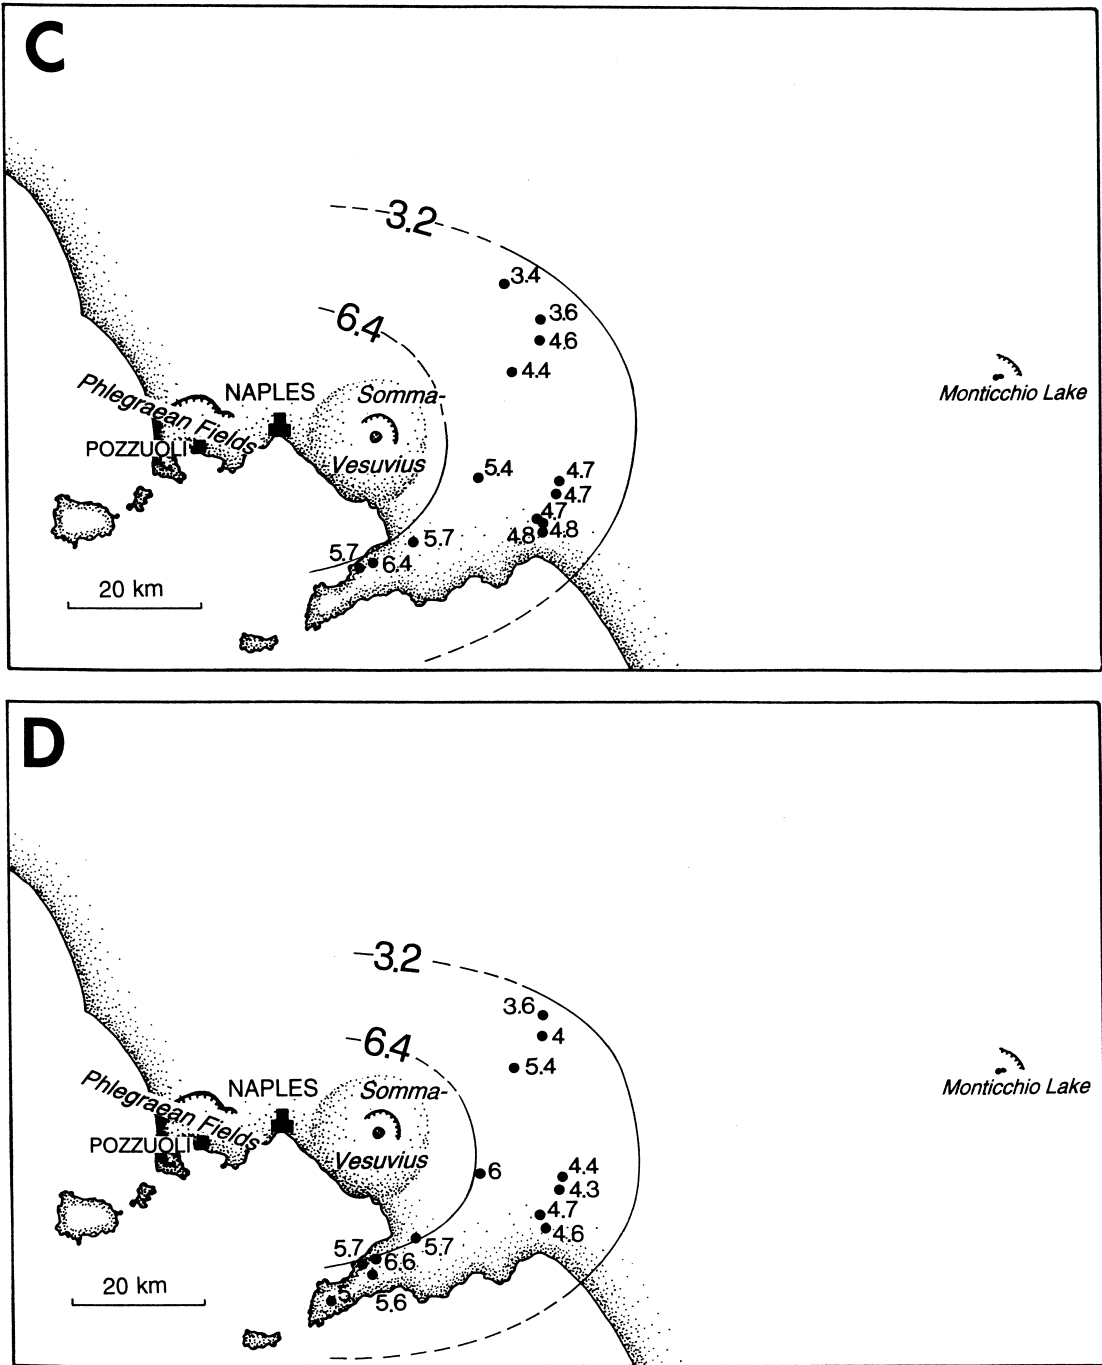 C
3.2
3.4
3.6
4.6
6.4
4.4
Phlegraean Fields
NAPLES
Somma-
Monticchio Lake
POZZUOLI
Vesuvius
5.4
4.7
4.7
4.7
4.8
4.8
5.7
5.7
6.4
20 km
D
3.2
3.6
4
6.4
5.4
Phlegraean Fields
NAPLES
Somma-
Monticchio Lake
POZZUOLI
Vesuvius
6
4.4
4.3
4.7
4.6
5.7
5.7
6.6
5
5.6
20 km